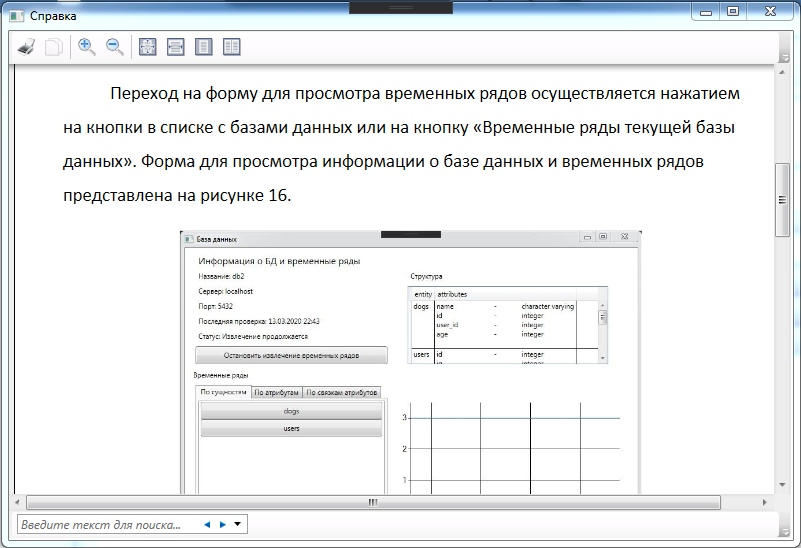 Справка
Переход на форму для просмотра временных рядов осуществляется нажатием
на кнопки в списке с базами данных или на кнопку «Временные ряды текущей базы
данных». Форма для просмотра информации о базе данных и временных рядов
представлена на рисунке 16.
База данных
Информация о БД и временные ряды
Название: db2
Сервер: localhost
Порт: 5432
Последняя проверка: 13.03.2020 22:43
Статус: Извлечение продолжается
Остановить извлечение временных рядов
Структура
entity attributes
dogs name - character varying
id - integer
user_id - integer
age - integer
users id - integer
Временные ряды
По сущностям По атрибутам По связкам атрибутов
dogs
users
3
2
1
Введите текст для поиска...